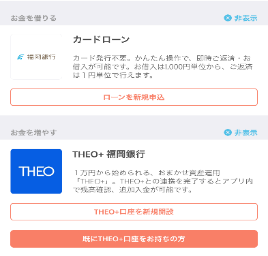 お金を借りる
非表示
カードローン
福岡銀行
カード発行不要。かんたん操作で、即時ご返済・お
借入が可能です。お借入は1,000円単位から、ご返済
は１円単位で行えます。
ローンを新規申込
お金を増やす
非表示
THEO+ 福岡銀行
THEO
１万円から始められる、おまかせ資産運用
「THEO+」。THEO+との連携を完了するとアプリ内
で残高確認、追加入金が可能です。
THEO+口座を新規開設
既にTHEO+口座をお持ちの方